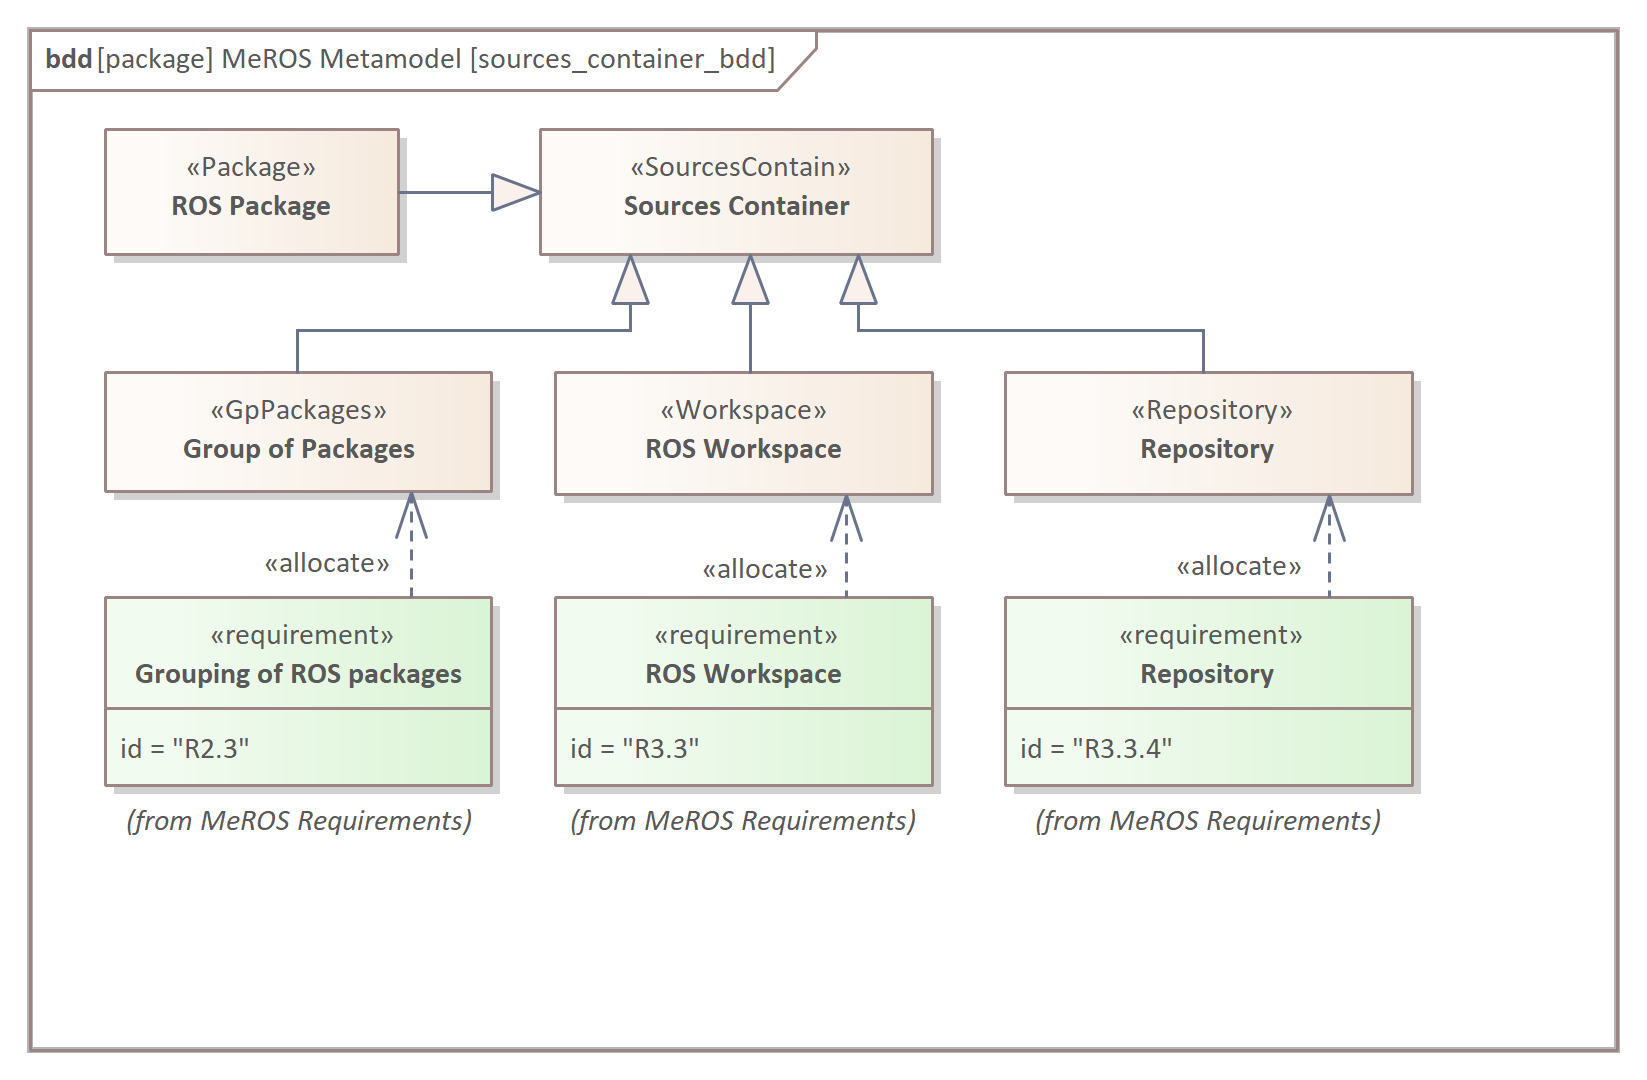 bdd [package] MeROS Metamodel [sources_container_bdd]
«Package»
ROS Package
«SourcesContain»
Sources Container
«GpPackages»
Group of Packages
«Workspace»
ROS Workspace
«Repository»
Repository
«allocate»
«allocate»
«allocate»
«requirement»
Grouping of ROS packages
id = "R2.3"
(from MeROS Requirements)
«requirement»
ROS Workspace
id = "R3.3"
(from MeROS Requirements)
«requirement»
Repository
id = "R3.3.4"
(from MeROS Requirements)